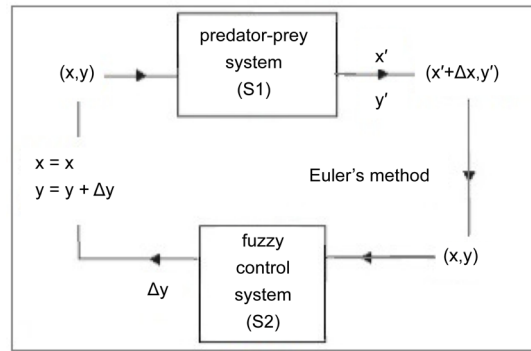 predator-prey
system
(S1)
(x,y)
x′
y′
(x′+Δx,y′)
x = x
y = y + Δy
Euler’s method
(x,y)
fuzzy
control
system
(S2)
Δy